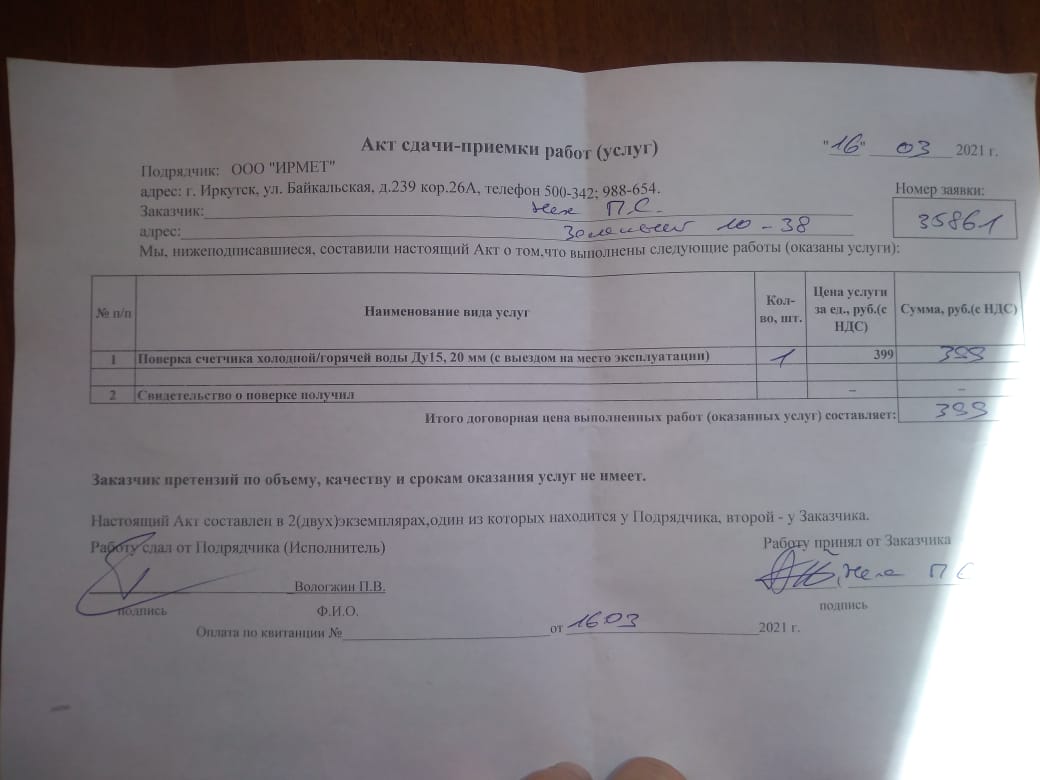 Акт сдачи-приемки работ (услуг)
"16" 03 2021 г.
Подрядчик: ООО "ИРМЕТ"
адрес: г. Иркутск, ул. Байкальская, д.239 кор.26А, телефон 500-342; 988-654.
Номер заявки:
35861
Заказчик: П.С.
адрес: 10-38
Мы, нижеподписавшиеся, составили настоящий Акт о том,что выполнены следующие работы (оказаны услуги):
№ п/п Наименование вида услуг Кол-во, шт. Цена услуги за ед., руб.(с НДС) Сумма, руб.(с НДС)
1 Поверка счетчика холодной/горячей воды Ду15, 20 мм (с выездом на место эксплуатации) 1 399 399
2 Свидетельство о поверке получил – –
Итого договорная цена выполненных работ (оказанных услуг) составляет: 399
Заказчик претензий по объему, качеству и срокам оказания услуг не имеет.
Настоящий Акт составлен в 2(двух)экземплярах,один из которых находится у Подрядчика, второй - у Заказчика.
Работу сдал от Подрядчика (Исполнитель)
Работу принял от Заказчика
Вологжин П.В.
П С
подпись Ф.И.О.
подпись
Оплата по квитанции № от 16 03 2021 г.